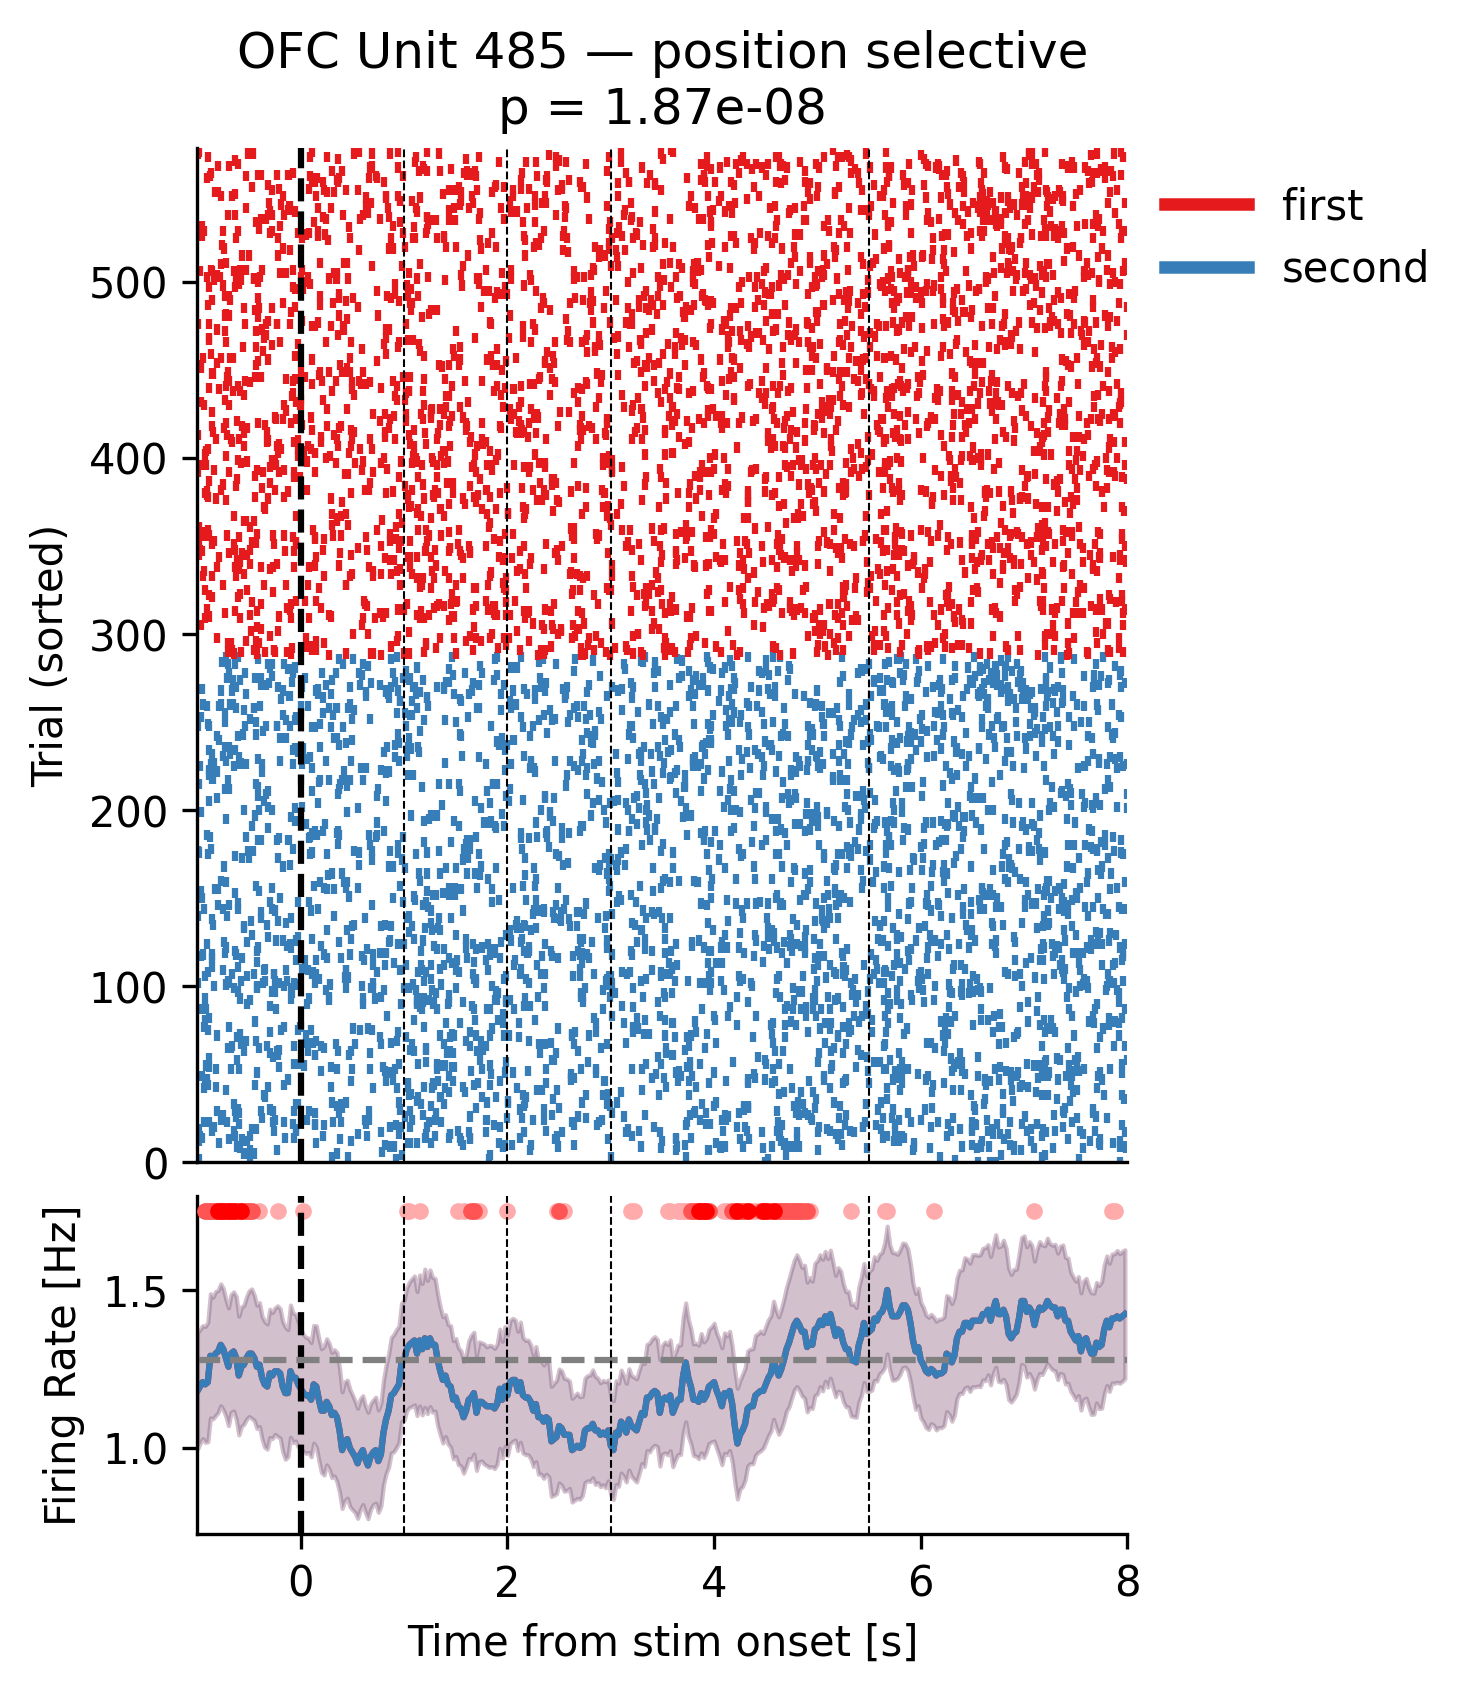 OFC Unit 485 — position selective
p = 1.87e-08
first
second
500
400
300
200
100
0
Trial (sorted)
1.5
1.0
Firing Rate [Hz]
0 2 4 6 8
Time from stim onset [s]